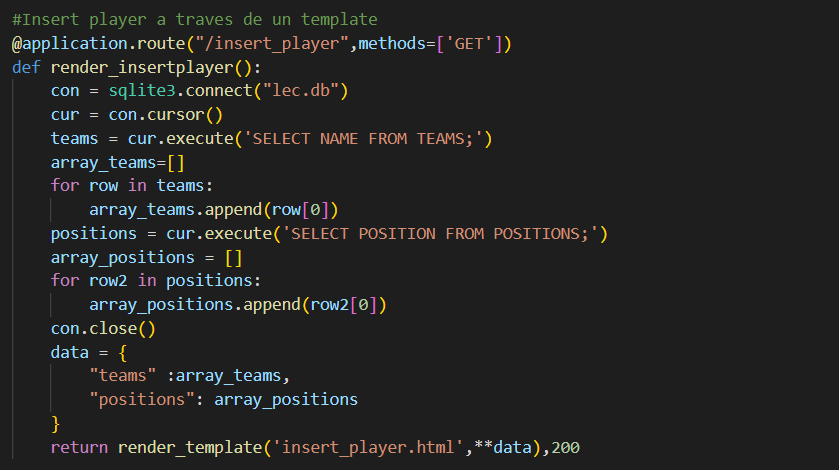 #Insert player a traves de un template
@application.route("/insert_player",methods=['GET'])
def render_insertplayer():
    con = sqlite3.connect("lec.db")
    cur = con.cursor()
    teams = cur.execute('SELECT NAME FROM TEAMS;')
    array_teams=[]
    for row in teams:
        array_teams.append(row[0])
    positions = cur.execute('SELECT POSITION FROM POSITIONS;')
    array_positions = []
    for row2 in positions:
        array_positions.append(row2[0])
    con.close()
    data = {
        "teams" :array_teams,
        "positions": array_positions
    }
    return render_template('insert_player.html',**data),200